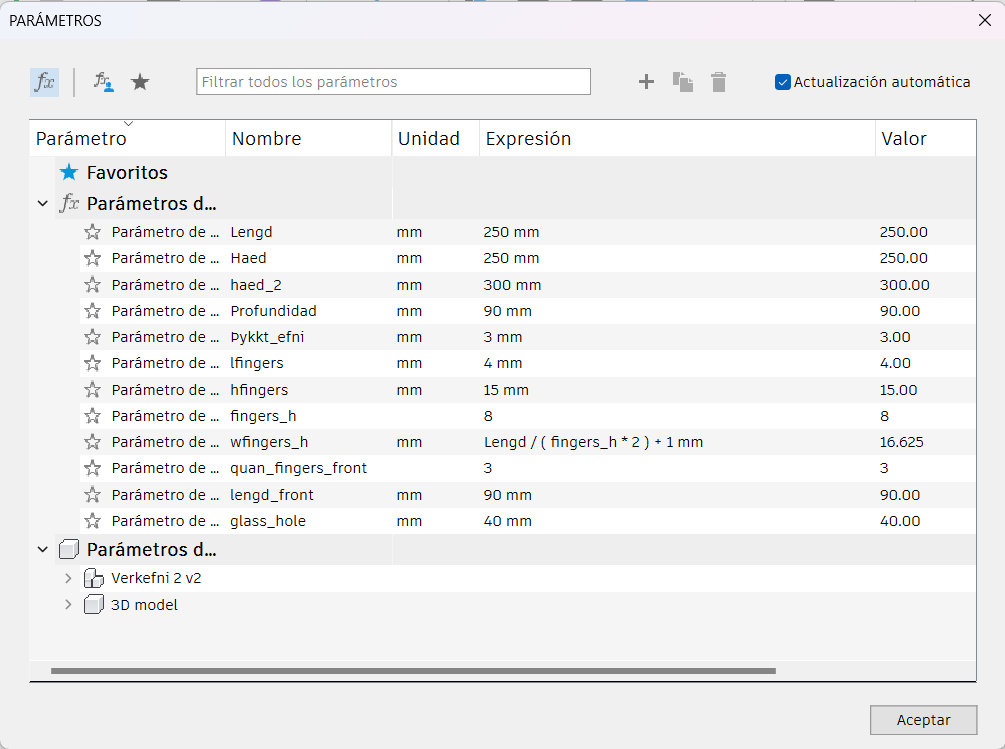 PARÁMETROS
fx Filtrar todos los parámetros Actualización automática
Parámetro Nombre Unidad Expresión Valor
Favoritos
fx Parámetros d...
Parámetro de ... Lengd mm 250 mm 250.00
Parámetro de ... Haed mm 250 mm 250.00
Parámetro de ... haed_2 mm 300 mm 300.00
Parámetro de ... Profundidad mm 90 mm 90.00
Parámetro de ... Þykkt_efni mm 3 mm 3.00
Parámetro de ... lfingers mm 4 mm 4.00
Parámetro de ... hfingers mm 15 mm 15.00
Parámetro de ... fingers_h 8 8
Parámetro de ... wfingers_h mm Lengd / ( fingers_h * 2 ) + 1 mm 16.625
Parámetro de ... quan_fingers_front 3 3
Parámetro de ... lengd_front mm 90 mm 90.00
Parámetro de ... glass_hole mm 40 mm 40.00
Parámetros d...
Verkefni 2 v2
3D model
Aceptar